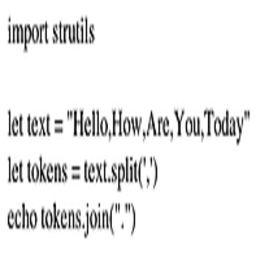 import strutils
let text = "Hello,How,Are,You,Today"
let tokens = text.split(',')
echo tokens.join(".")